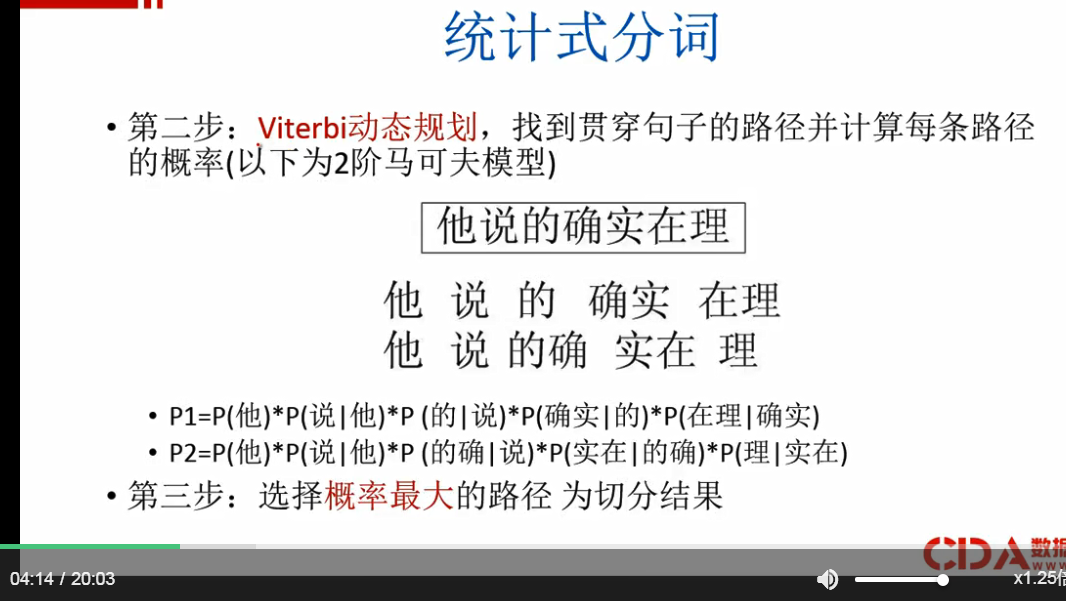 统计式分词
• 第二步：Viterbi动态规划，找到贯穿句子的路径并计算每条路径
的概率(以下为2阶马可夫模型)
他说的确实在理
他 说 的 确实 在理
他 说 的确 实在 理
• P1=P(他)*P(说|他)*P (的|说)*P(确实|的)*P(在理|确实)
• P2=P(他)*P(说|他)*P (的确|说)*P(实在|的确)*P(理|实在)
• 第三步：选择概率最大的路径 为切分结果
CDA 数据
WWW
04:14 / 20:03
x1.25倍